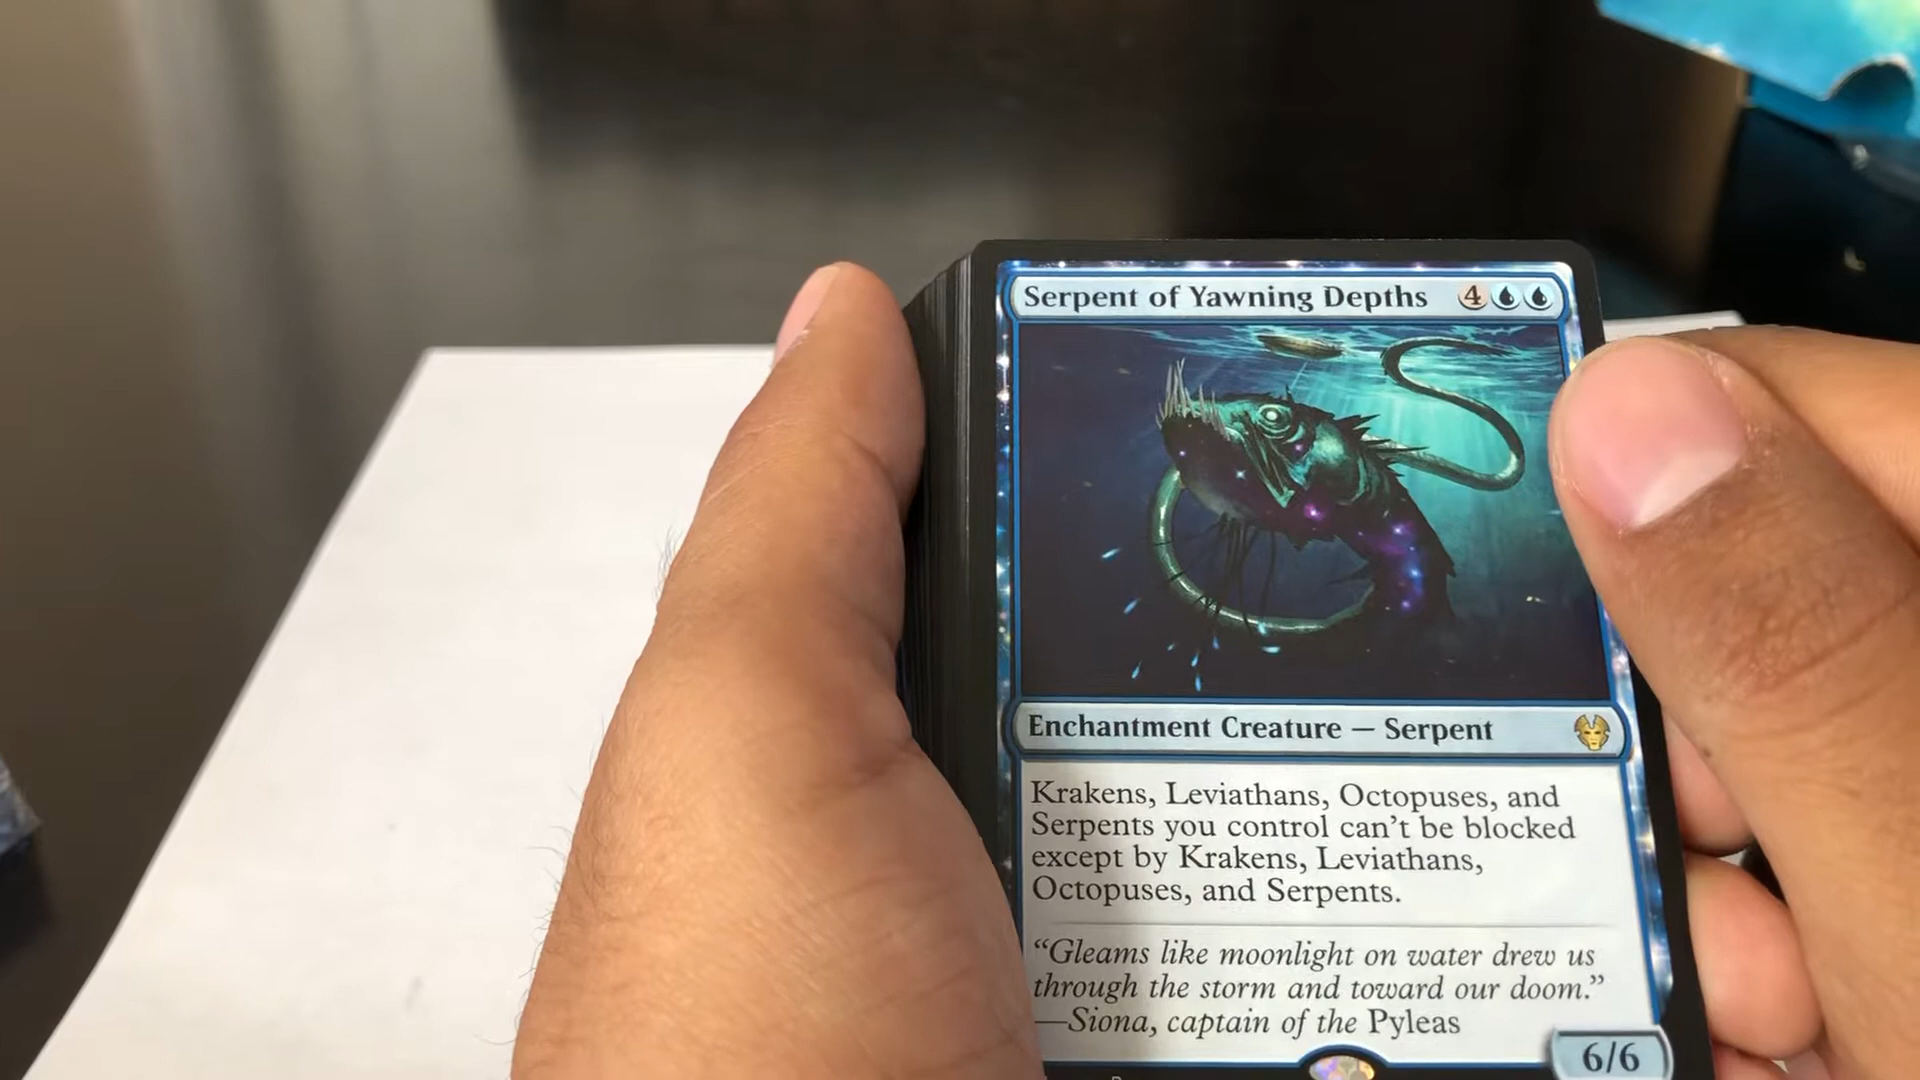 Serpent of Yawning Depths 4
Enchantment Creature — Serpent
Krakens, Leviathans, Octopuses, and
Serpents you control can't be blocked
except by Krakens, Leviathans,
Octopuses, and Serpents.
“Gleams like moonlight on water drew us
through the storm and toward our doom.”
—Siona, captain of the Pyleas
6/6